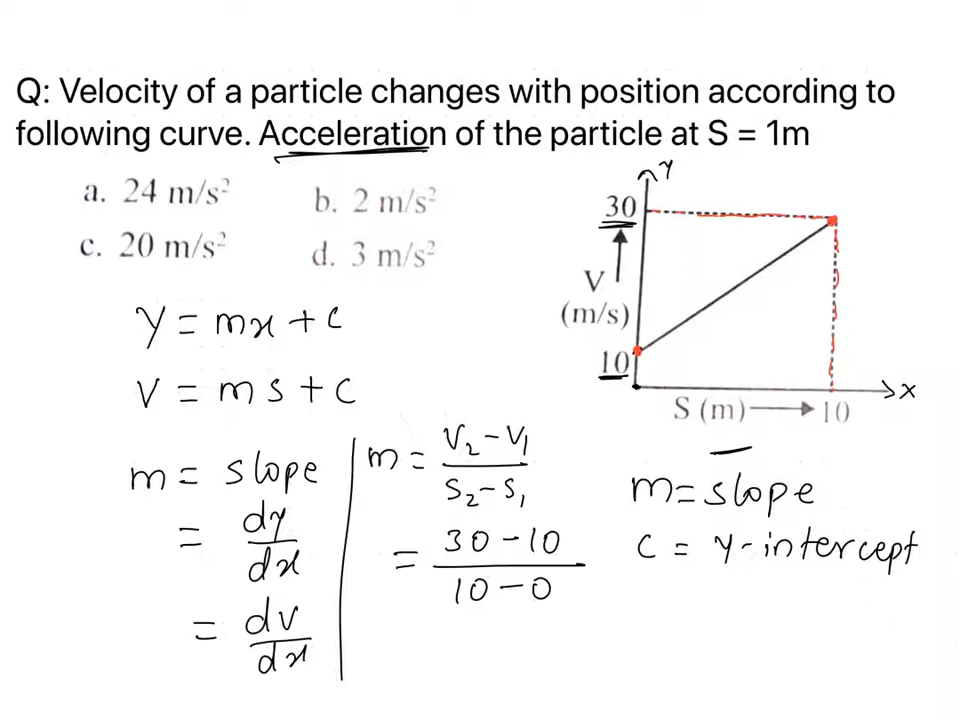 Q: Velocity of a particle changes with position according to
following curve. Acceleration of the particle at S = 1m
a. 24 m/s²
b. 2 m/s²
c. 20 m/s²
d. 3 m/s²
Y
30
V
(m/s)
10
S (m)
10
X
Y = mx + c
V = ms + c
m = slope
= dy/dx
= dv/dx
m = V₂ - V₁ / S₂ - S₁
= 30 - 10 / 10 - 0
m = slope
c = y-intercept